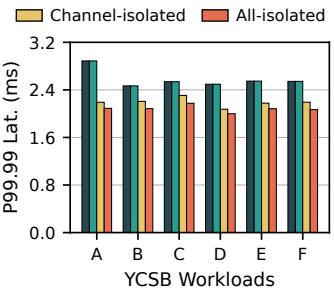 Channel-isolated All-isolated
P99.99 Lat. (ms)
3.2
2.4
1.6
0.8
0.0
A B C D E F
YCSB Workloads